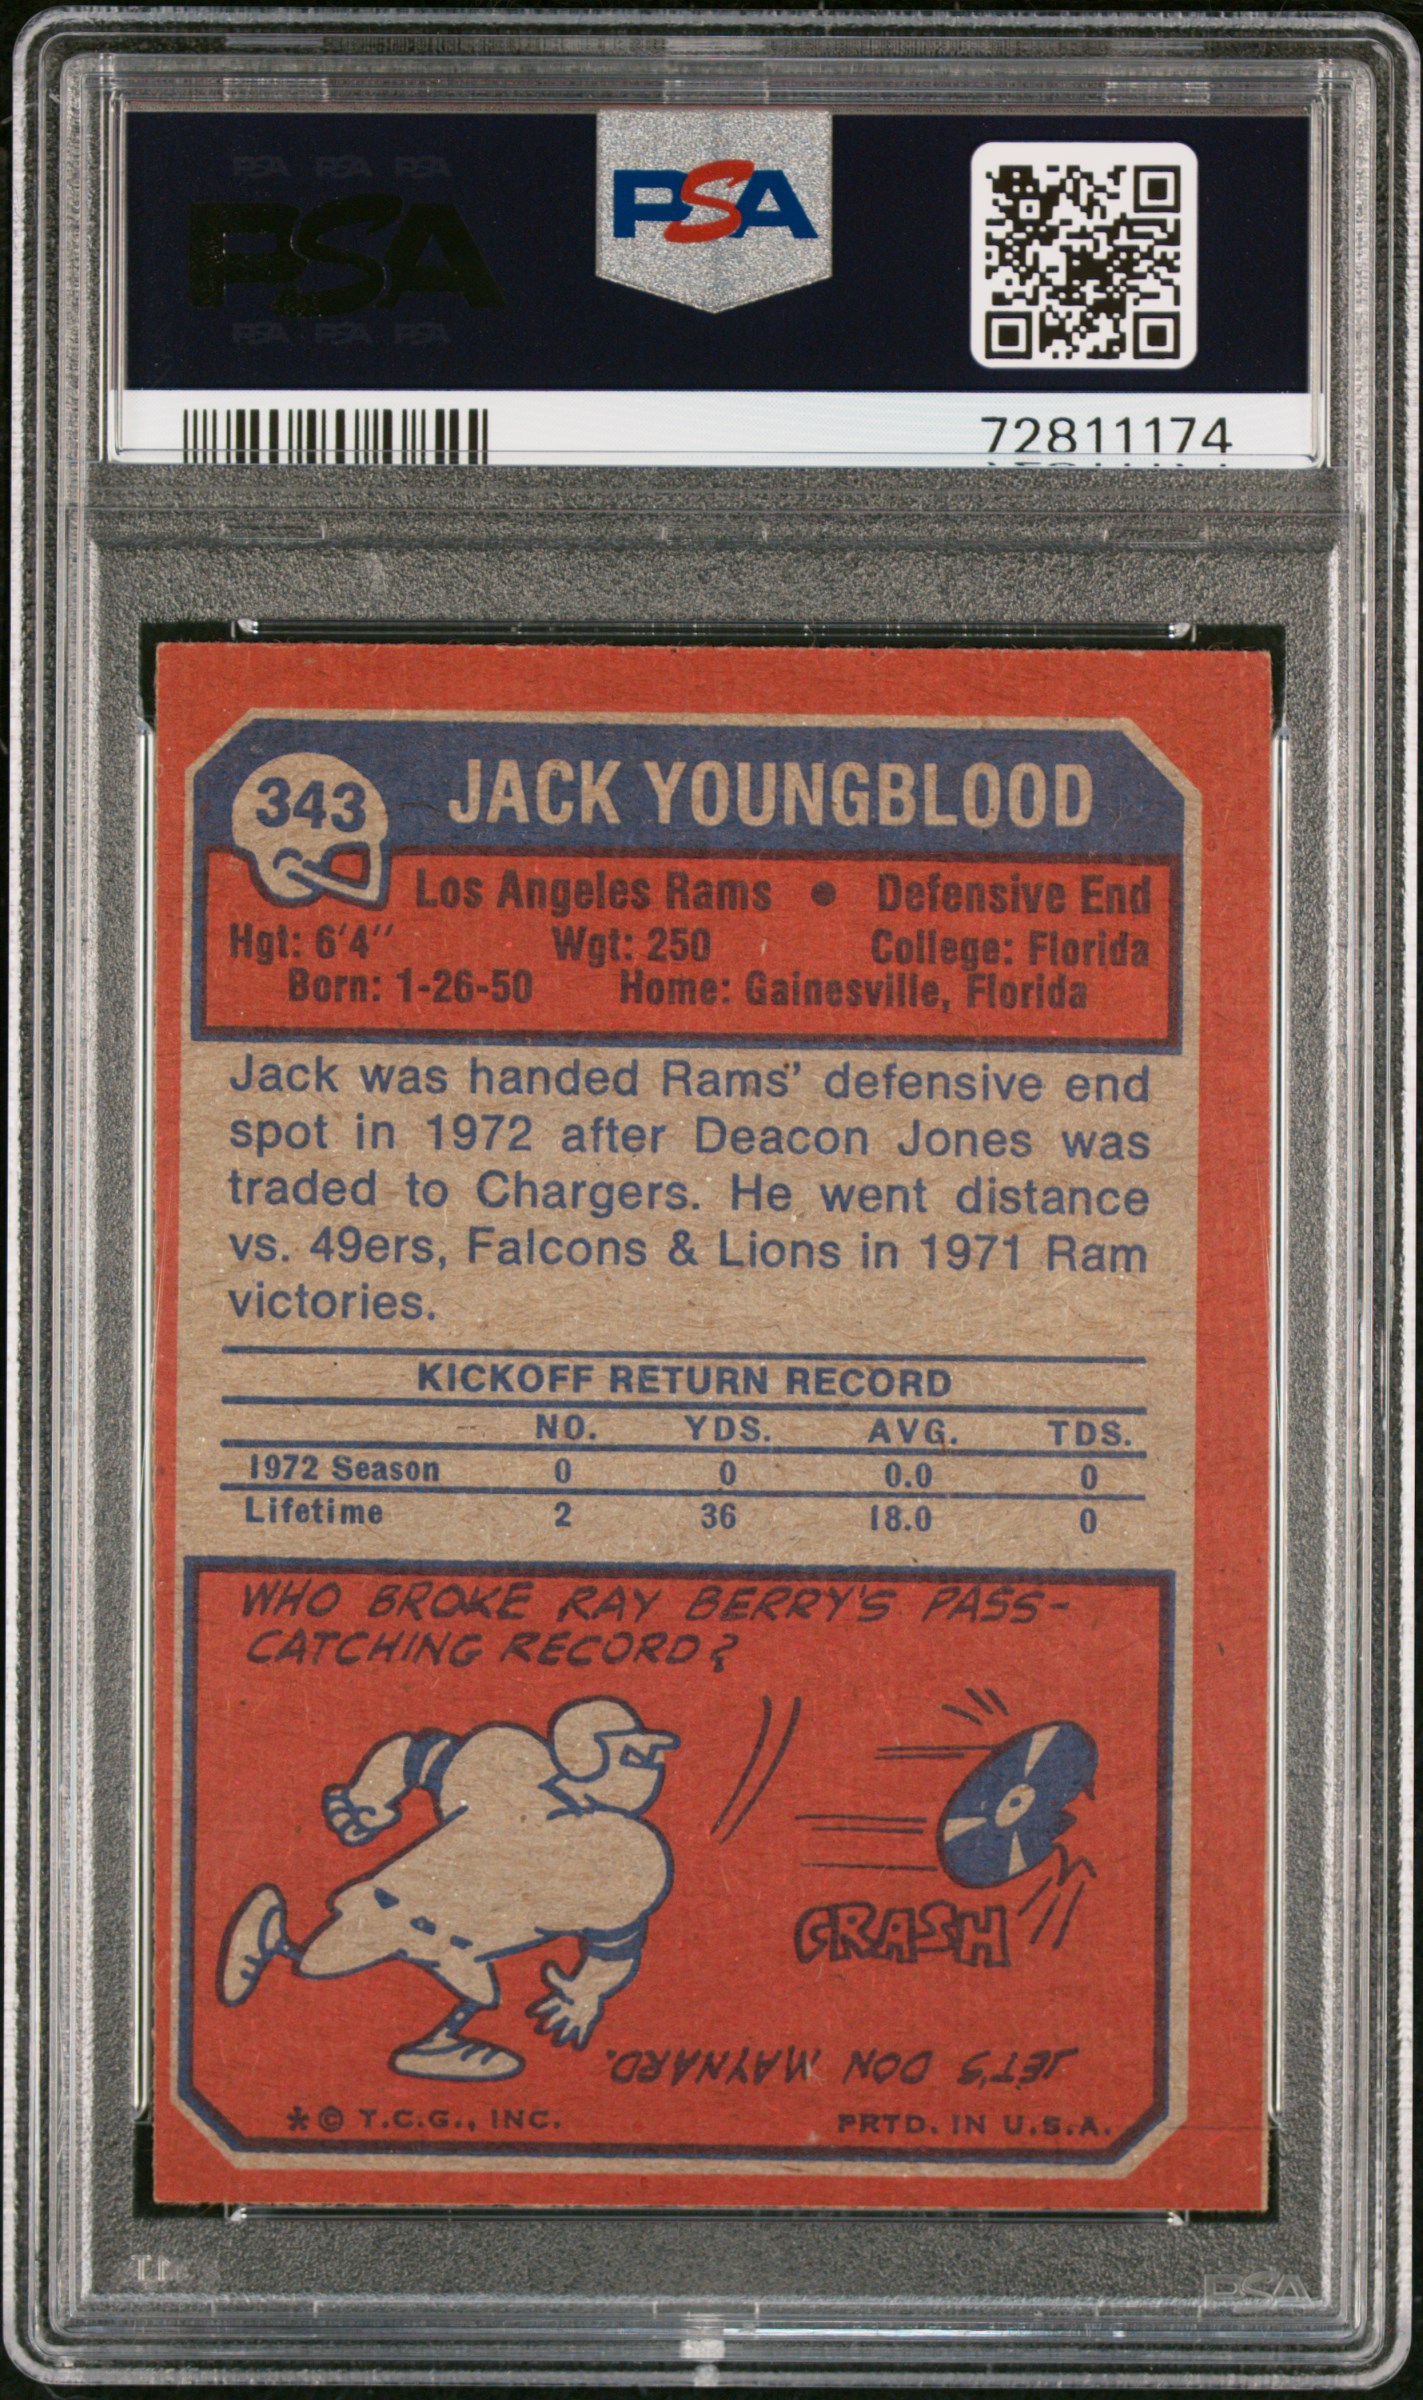 PSA PSA PSA
PSA
PSA PSA PSA
PSA
72811174
343
JACK YOUNGBLOOD
Los Angeles Rams • Defensive End
Hgt: 6'4" Wgt: 250 College: Florida
Born: 1-26-50 Home: Gainesville, Florida
Jack was handed Rams' defensive end
spot in 1972 after Deacon Jones was
traded to Chargers. He went distance
vs. 49ers, Falcons & Lions in 1971 Ram
victories.
KICKOFF RETURN RECORD
NO. YDS. AVG. TDS.
1972 Season 0 0 0.0 0
Lifetime 2 36 18.0 0
WHO BROKE RAY BERRY'S PASS-
CATCHING RECORD?
CRASH
JET'S DON MAYNARD.
*© T.C.G., INC. PRTD. IN U.S.A.
PSA